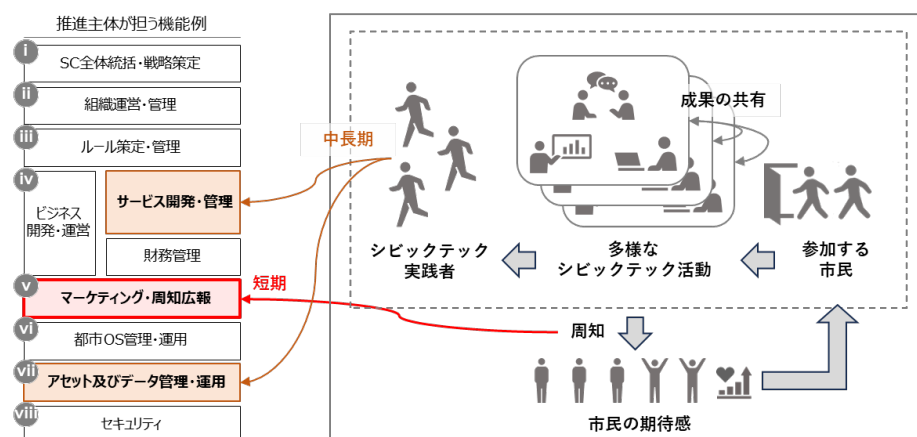 推進主体が担う機能例
i
SC全体統括・戦略策定
ii
組織運営・管理
iii
ルール策定・管理
iv
ビジネス
開発・運営
サービス開発・管理
財務管理
v
マーケティング・周知広報
vi
都市OS管理・運用
vii
アセット及びデータ管理・運用
viii
セキュリティ
中長期
短期
成果の共有
シビックテック
実践者
多様な
シビックテック活動
参加する
市民
周知
市民の期待感